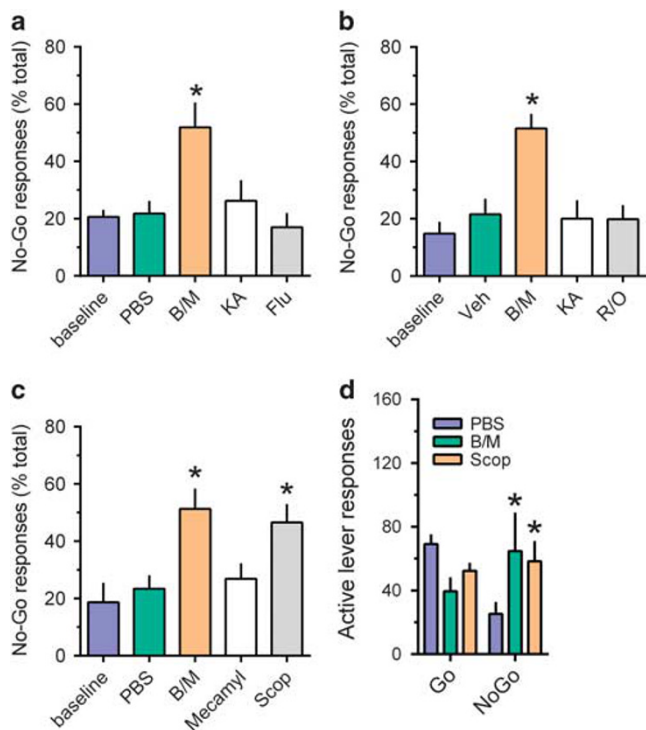 a
No-Go responses (% total)
80
60
40
20
0
*
baseline
PBS
B/M
KA
Flu
b
No-Go responses (% total)
80
60
40
20
0
*
baseline
Veh
B/M
KA
R/O
c
No-Go responses (% total)
80
60
40
20
0
*
*
baseline
PBS
B/M
Mecamyl
Scop
d
Active lever responses
160
120
80
40
0
PBS
B/M
Scop
*
*
Go
NoGo